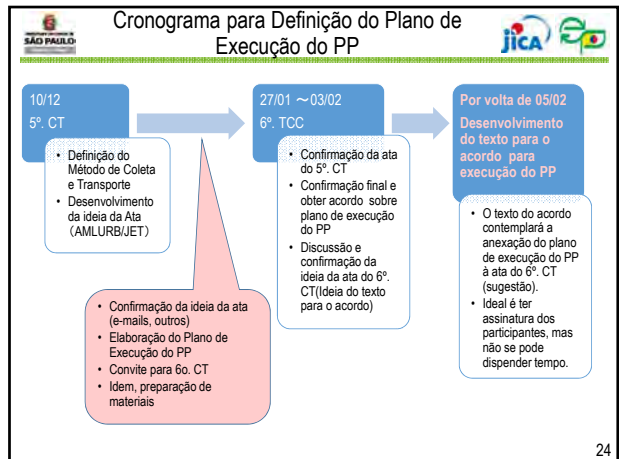 Cronograma para Definição do Plano de
Execução do PP
SÃO PAULO
jICA
10/12
5º. CT
• Definição do
Método de Coleta
e Transporte
• Desenvolvimento
da ideia da Ata
(AMLURB/JET)
• Confirmação da ideia da ata
(e-mails, outros)
• Elaboração do Plano de
Execução do PP
• Convite para 6o. CT
• Idem, preparação de
materiais
27/01 ～03/02
6º. TCC
• Confirmação da ata
do 5º. CT
• Confirmação final e
obter acordo sobre
plano de execução
do PP
• Discussão e
confirmação da
ideia da ata do 6º.
CT(Ideia do texto
para o acordo)
Por volta de 05/02
Desenvolvimento
do texto para o
acordo para
execução do PP
• O texto do acordo
contemplará a
anexação do plano
de execução do PP
à ata do 6º. CT
(sugestão).
• Ideal é ter
assinatura dos
participantes, mas
não se pode
dispender tempo.
24